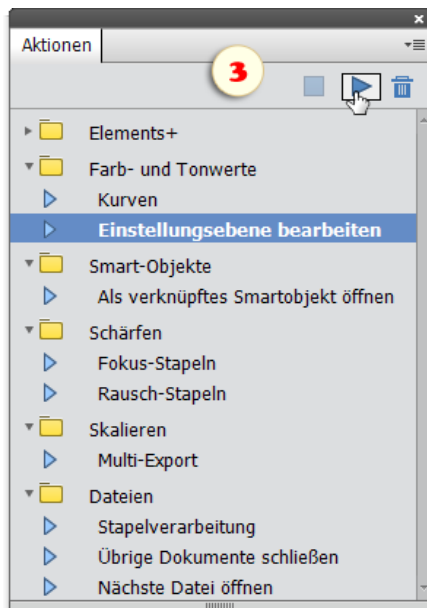 Aktionen
3
Elements+
Farb- und Tonwerte
Kurven
Einstellungsebene bearbeiten
Smart-Objekte
Als verknüpftes Smartobjekt öffnen
Schärfen
Fokus-Stapeln
Rausch-Stapeln
Skalieren
Multi-Export
Dateien
Stapelverarbeitung
Übrige Dokumente schließen
Nächste Datei öffnen